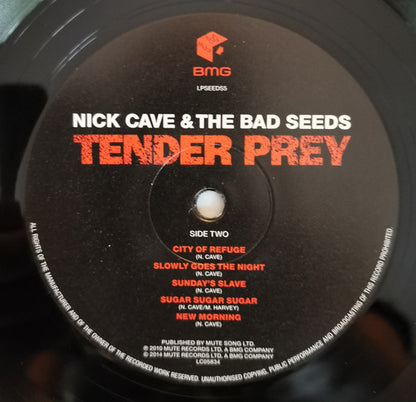 BMG
LPSEEDS5
NICK CAVE & THE BAD SEEDS
TENDER PREY
SIDE TWO
CITY OF REFUGE
(N. CAVE)
SLOWLY GOES THE NIGHT
(N. CAVE)
SUNDAY'S SLAVE
(N. CAVE)
SUGAR SUGAR SUGAR
(N. CAVE/M. HARVEY)
NEW MORNING
(N. CAVE)
PUBLISHED BY MUTE SONG LTD.
℗ 2010 MUTE RECORDS LTD. A BMG COMPANY
© 2014 MUTE RECORDS LTD. A BMG COMPANY
LC05834
ALL RIGHTS OF THE MANUFACTURER AND OF THE OWNER OF THE RECORDED WORK RESERVED. UNAUTHORISED COPYING, PUBLIC PERFORMANCE AND BROADCASTING OF THIS RECORD PROHIBITED.